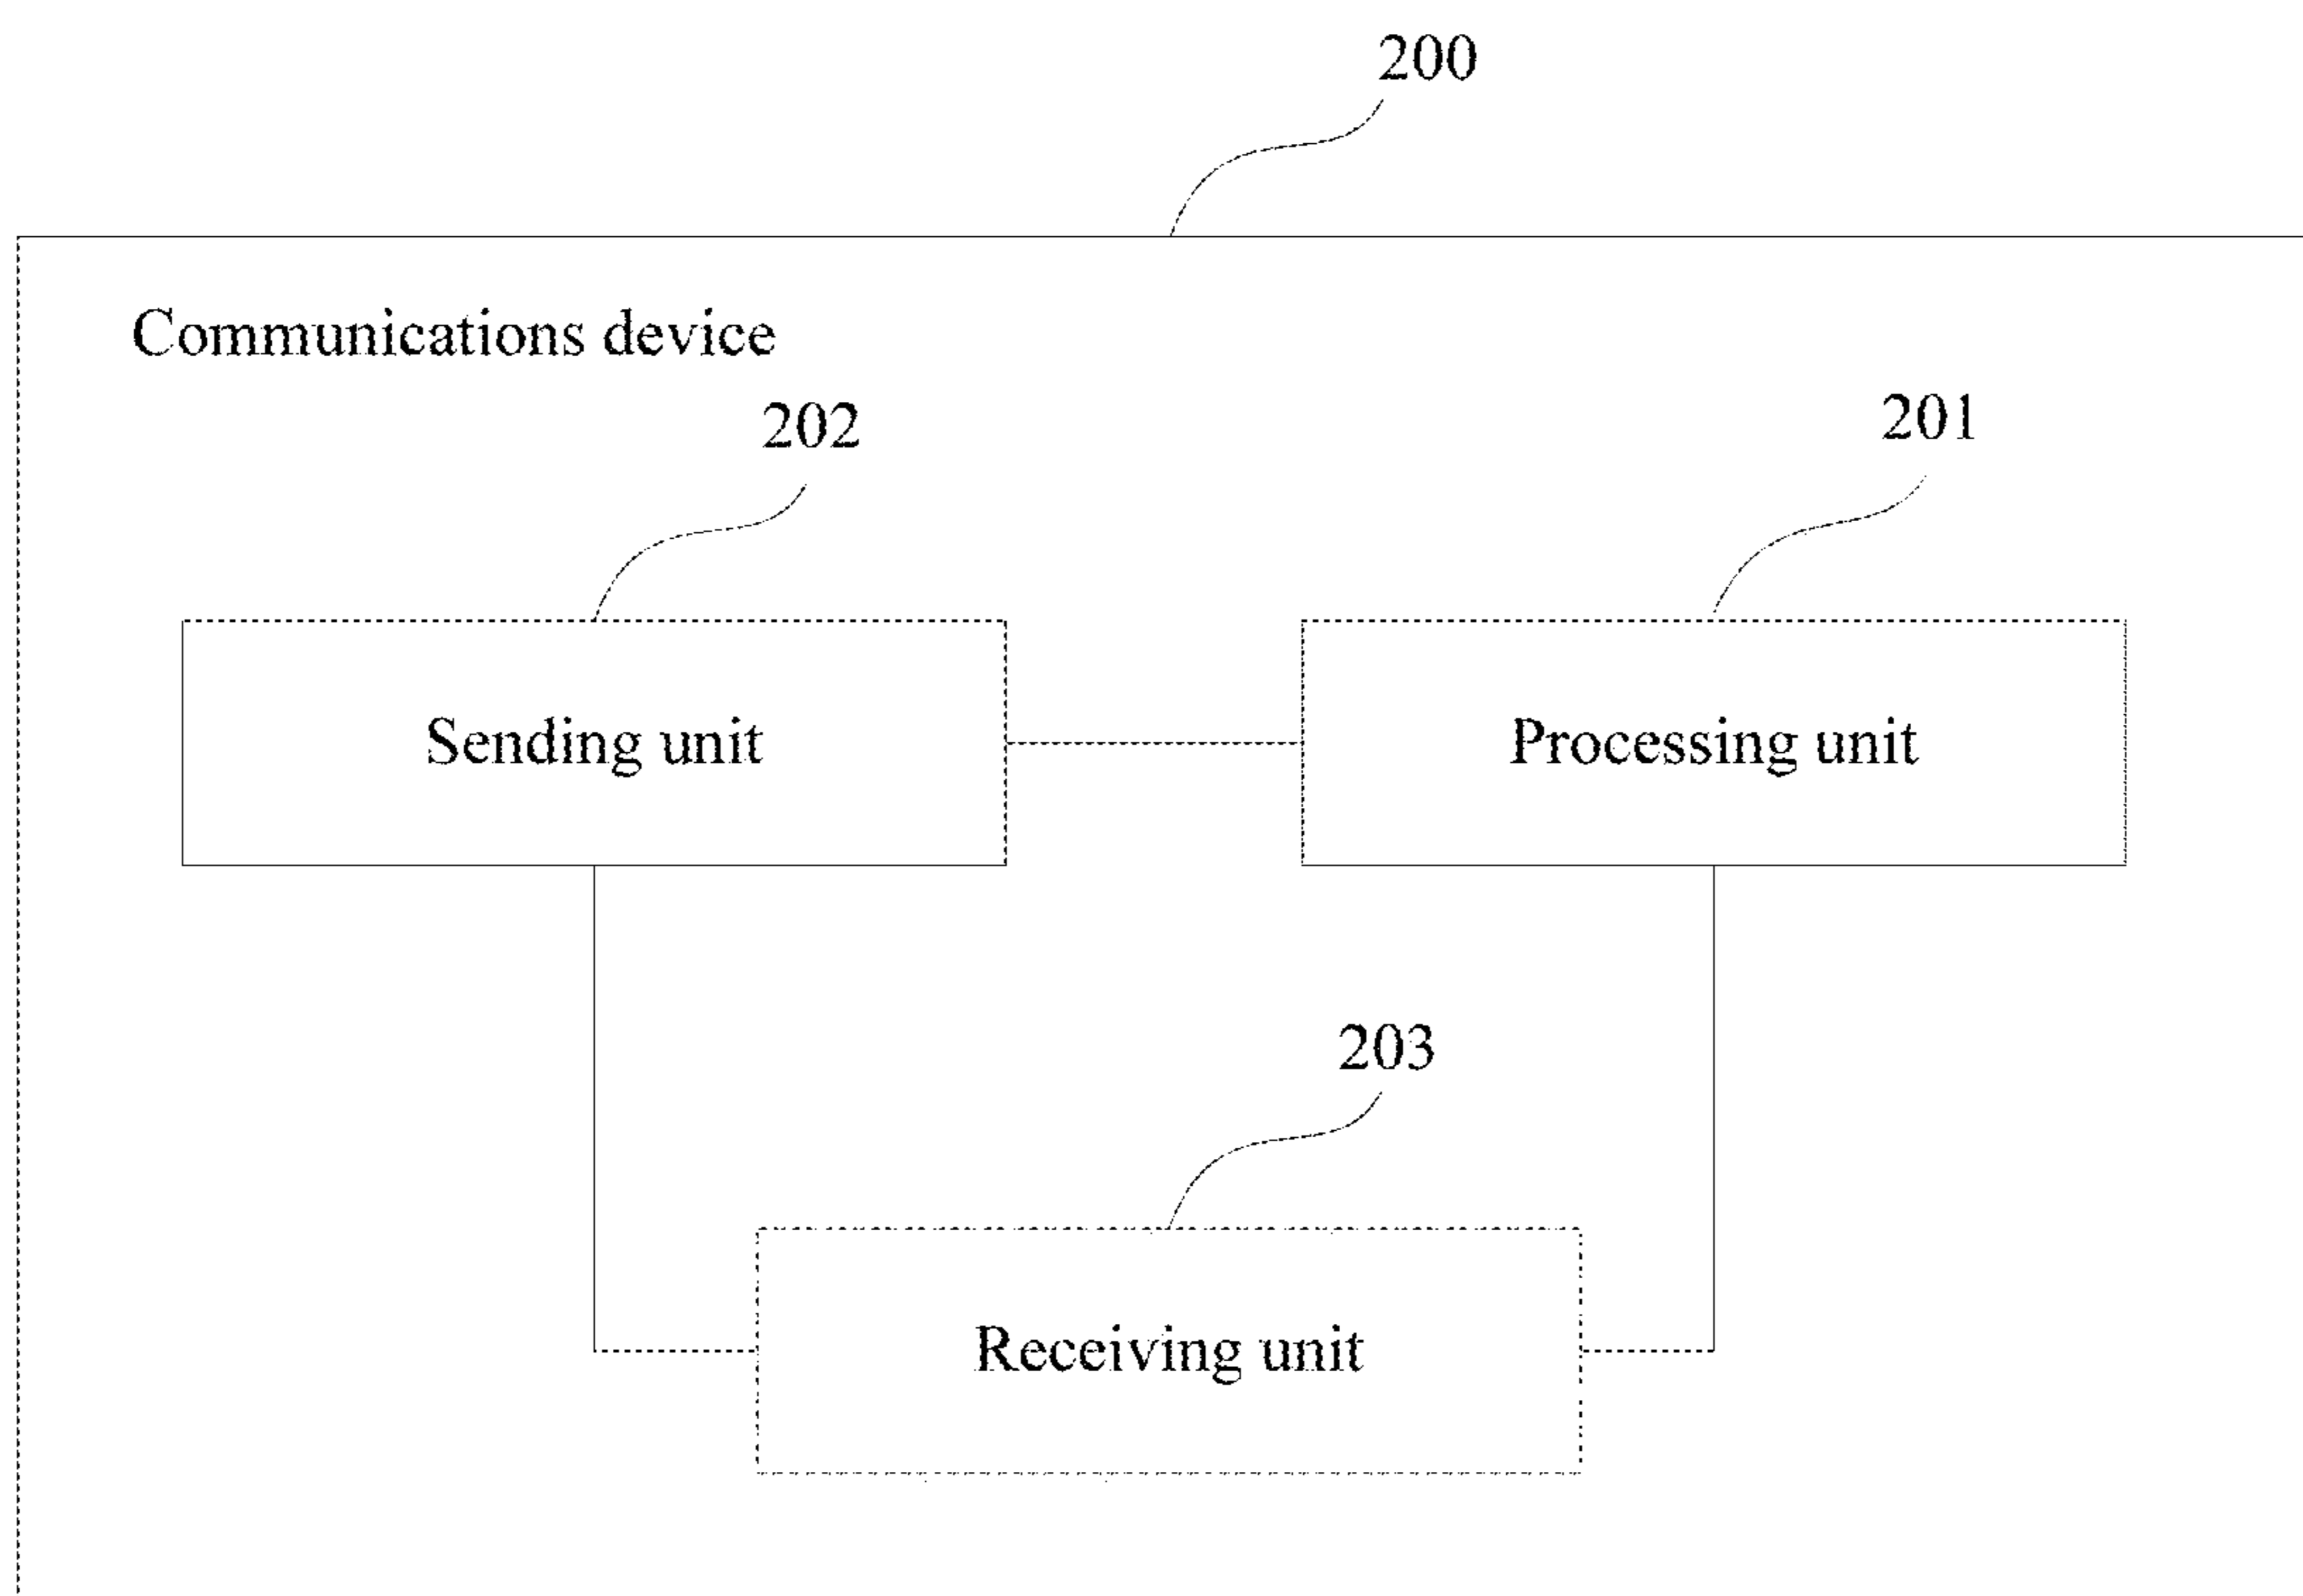 200
Communications device
202
201
Sending unit
Processing unit
203
Receiving unit